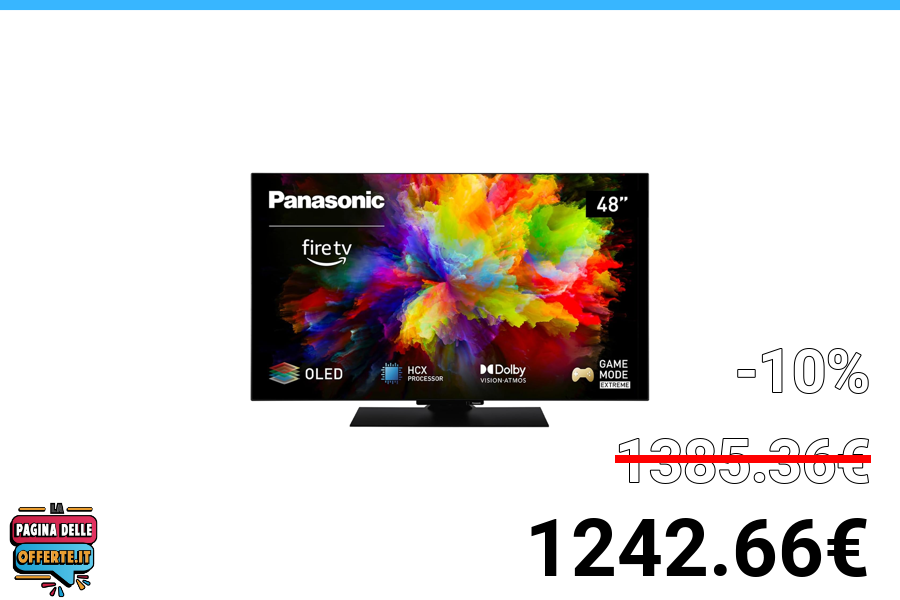 Panasonic
48”
fire tv
OLED
HCX
PROCESSOR
Dolby
VISION·ATMOS
GAME
MODE
EXTREME
-10%
1385.36€
1242.66€
LA
PAGINA DELLE
OFFERTE.IT